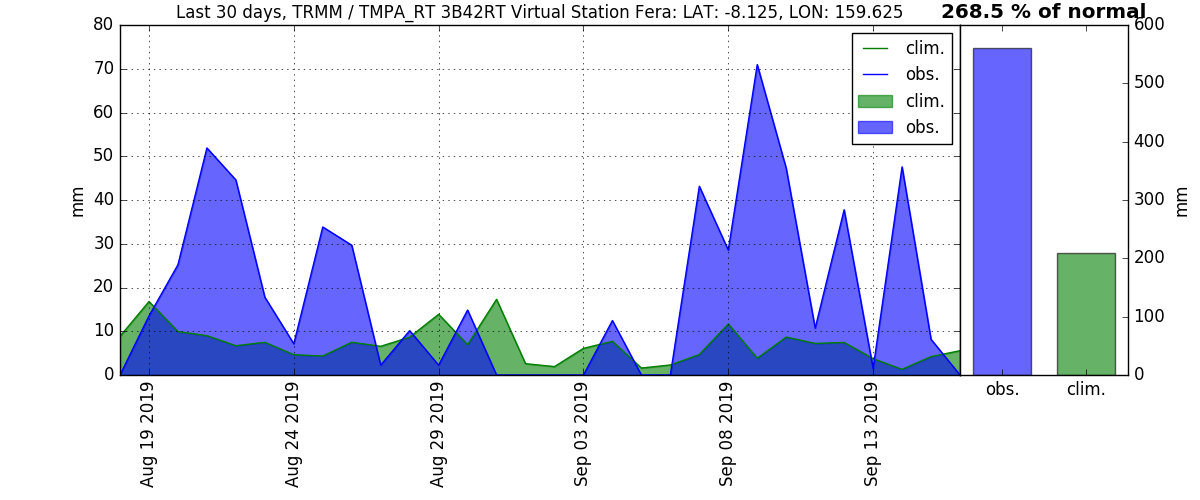 Last 30 days, TRMM / TMPA_RT 3B42RT Virtual Station Fera: LAT: -8.125, LON: 159.625
268.5 % of normal
80
70
60
50
40
30
20
10
0
mm
clim.
obs.
clim.
obs.
Aug 19 2019
Aug 24 2019
Aug 29 2019
Sep 03 2019
Sep 08 2019
Sep 13 2019
600
500
400
300
200
100
0
mm
obs.
clim.